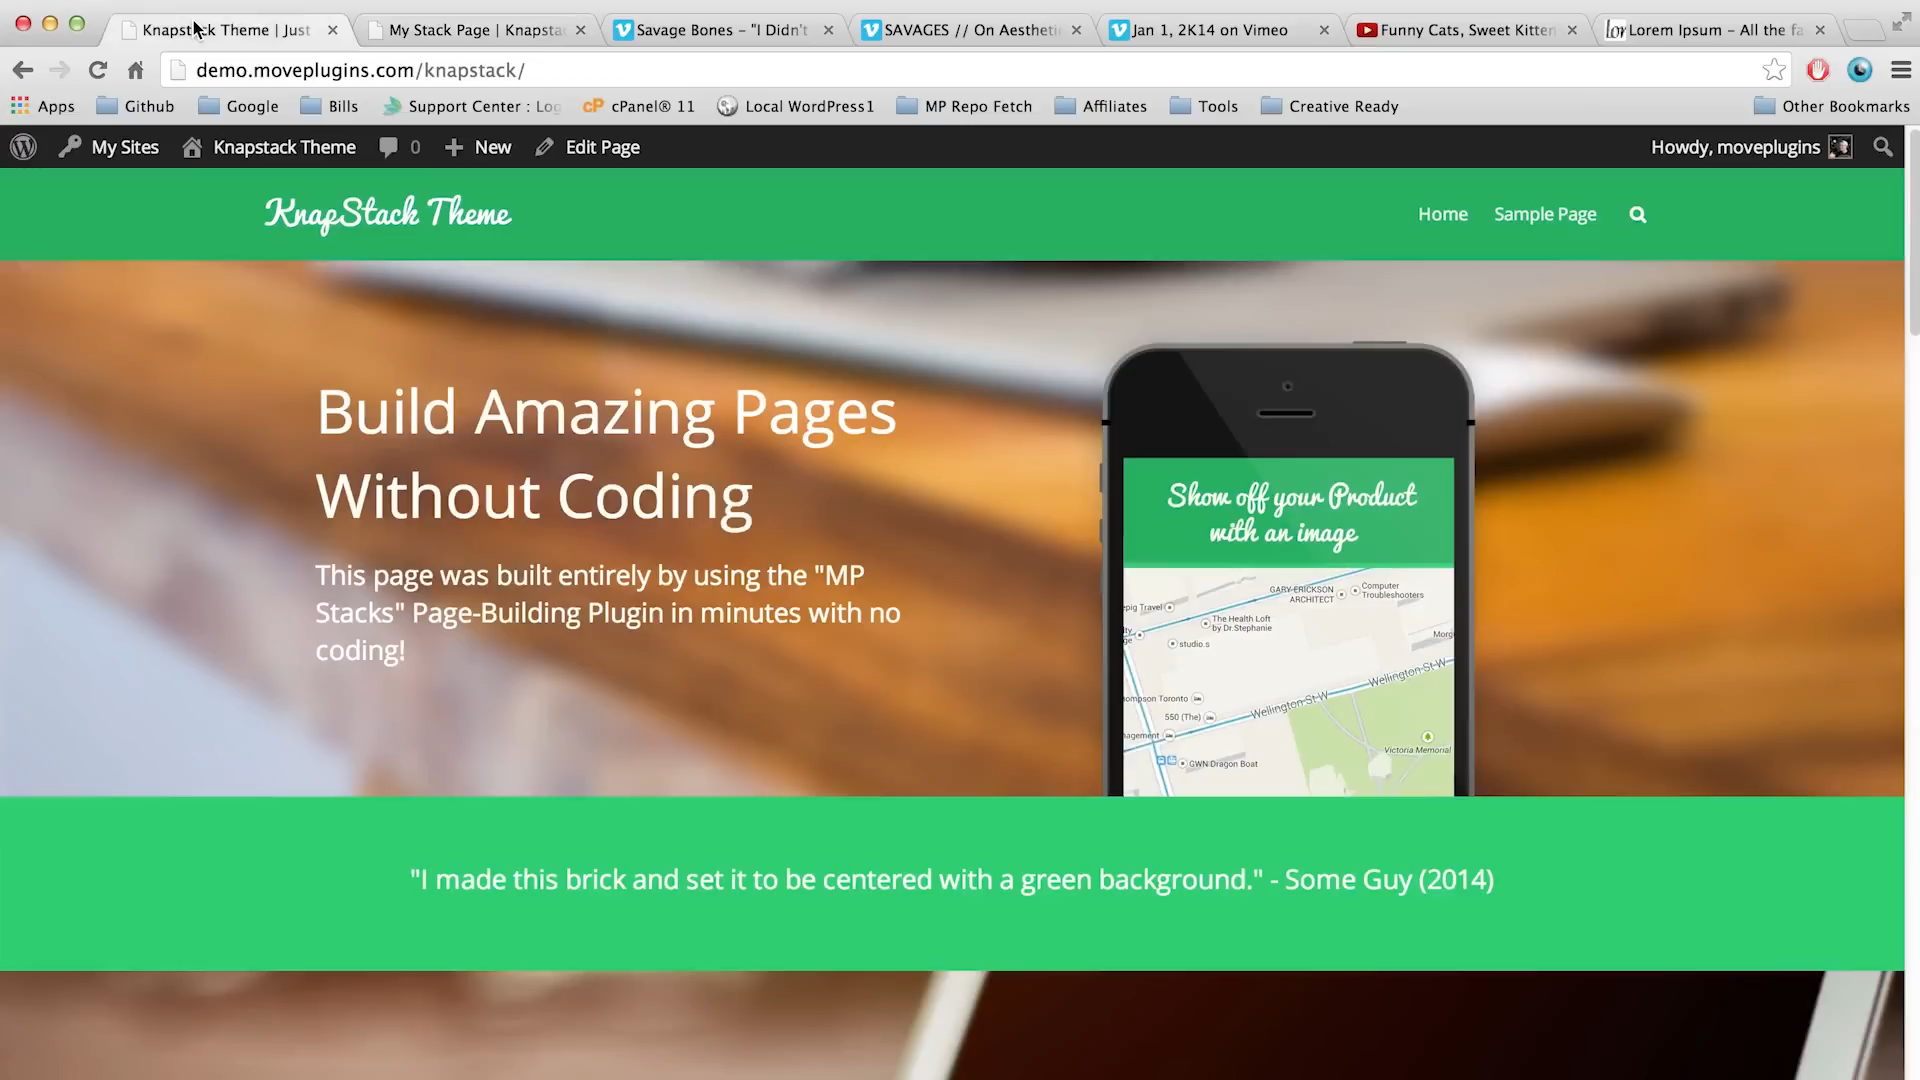 Knapstack Theme | Just
My Stack Page | Knapsta
Savage Bones – "I Didn't
SAVAGES // On Aestheti
Jan 1, 2K14 on Vimeo
Funny Cats, Sweet Kitten
Lorem Ipsum – All the fa
demo.moveplugins.com/knapstack/
Apps Github Google Bills Support Center : Log cPanel® 11 Local WordPress1 MP Repo Fetch Affiliates Tools Creative Ready Other Bookmarks
My Sites Knapstack Theme 0 New Edit Page Howdy, moveplugins
KnapStack Theme
Home Sample Page
Build Amazing Pages
Without Coding
This page was built entirely by using the "MP
Stacks" Page-Building Plugin in minutes with no
coding!
Show off your Product
with an image
GARY ERICKSON
ARCHITECT
Computer
Troubleshooters
epig Travel
The Health Loft
by Dr.Stephanie
studio.s
Morg
Wellington St W
Wellington St W
ompson Toronto
550 (The)
nagement
Victoria Memorial
GWN Dragon Boat
"I made this brick and set it to be centered with a green background." - Some Guy (2014)